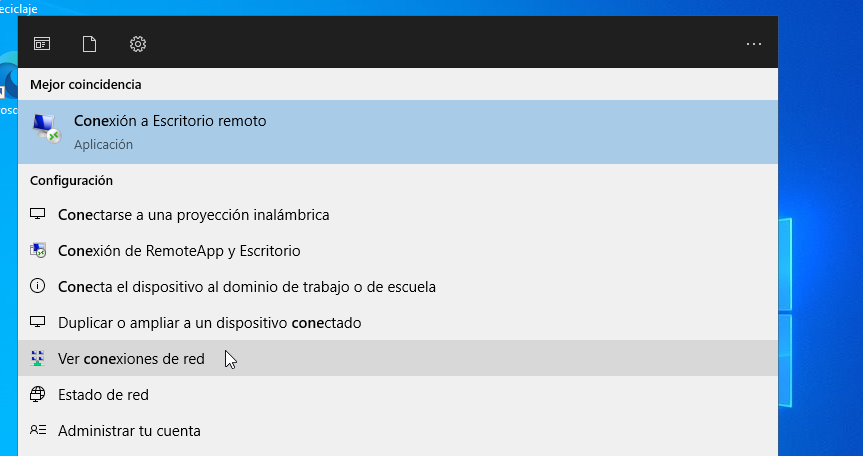 eciclaje
Mejor coincidencia
Conexión a Escritorio remoto
Aplicación
Configuración
Conectarse a una proyección inalámbrica
Conexión de RemoteApp y Escritorio
Conecta el dispositivo al dominio de trabajo o de escuela
Duplicar o ampliar a un dispositivo conectado
Ver conexiones de red
Estado de red
Administrar tu cuenta
rosc